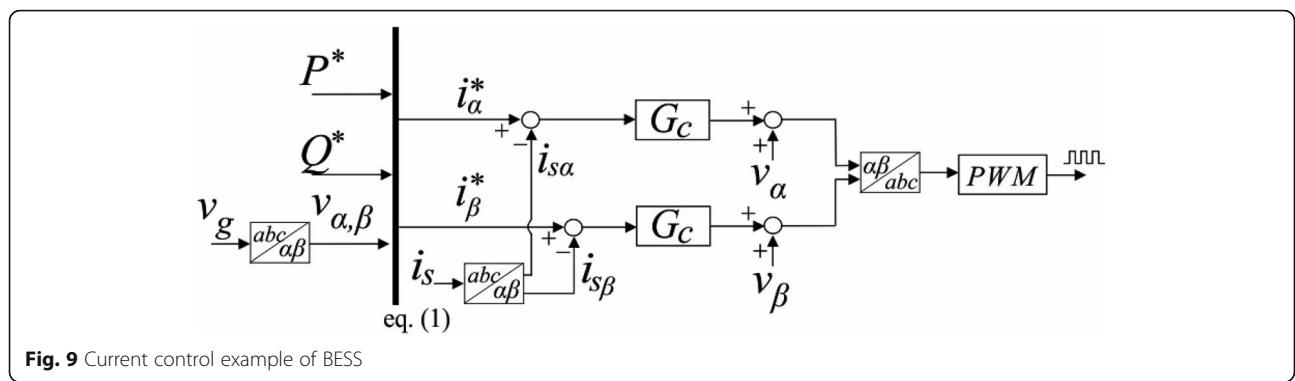 P*
i*α
+
−
Gc
+
+
vα
isα
Q*
i*β
+
−
Gc
+
+
vβ
αβ
abc
PWM
vg
abc
αβ
vα,β
is
abc
αβ
isβ
eq. (1)
Fig. 9 Current control example of BESS